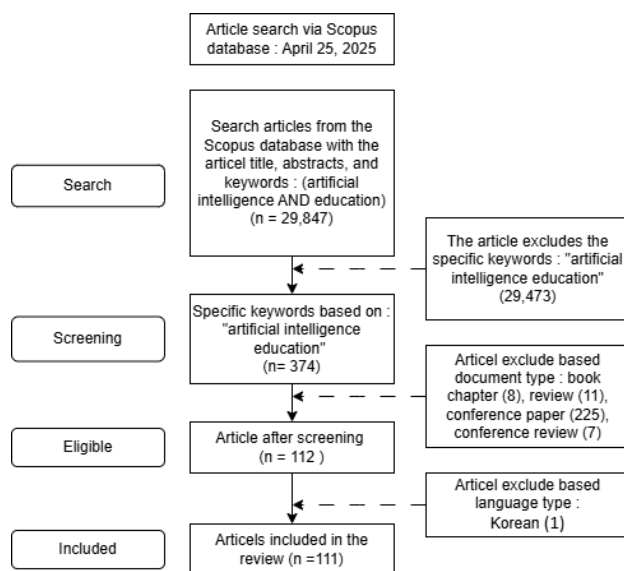 Article search via Scopus
database : April 25, 2025
Search articles from the
Scopus database with the
articel title, abstracts, and
keywords : (artificial
intelligence AND education)
(n = 29,847)
Search
The article excludes the
specific keywords : "artificial
intelligence education"
(29,473)
Specific keywords based on :
"artificial intelligence
education"
(n= 374)
Screening
Articel exclude based
document type : book
chapter (8), review (11),
conference paper (225),
conference review (7)
Article after screening
(n = 112 )
Eligible
Articel exclude based
language type :
Korean (1)
Articels included in the
review (n =111)
Included